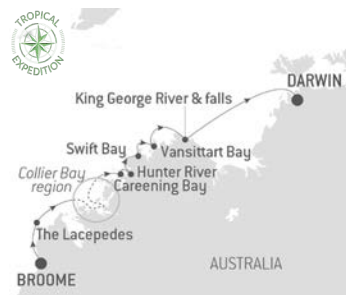 TROPICAL
EXPEDITION
DARWIN
King George River & falls
Swift Bay
Vansittart Bay
Collier Bay
region
Hunter River
Careening Bay
The Lacepedes
BROOME
AUSTRALIA